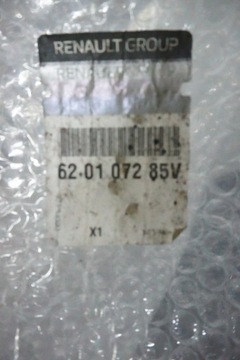 RENAULT GROUP
62 01 072 85V
X1